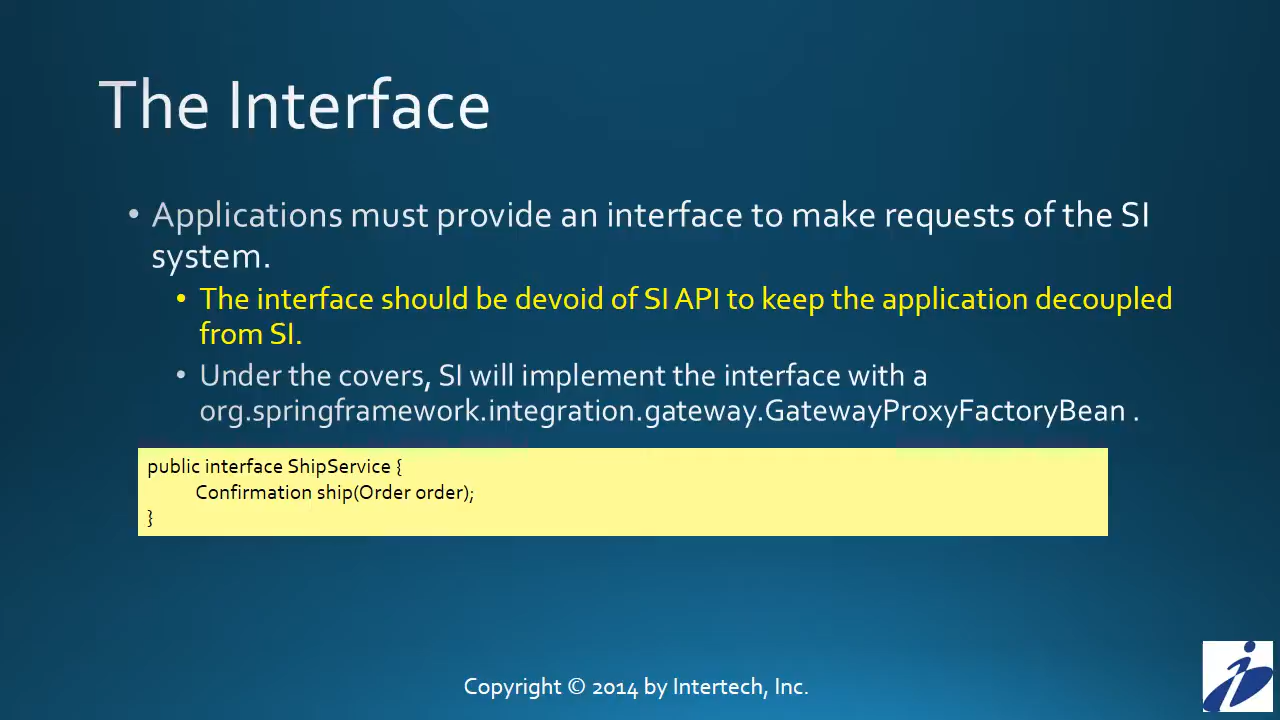 The Interface
• Applications must provide an interface to make requests of the SI
system.
• The interface should be devoid of SI API to keep the application decoupled
from SI.
• Under the covers, SI will implement the interface with a
org.springframework.integration.gateway.GatewayProxyFactoryBean .
public interface ShipService {
Confirmation ship(Order order);
}
Copyright © 2014 by Intertech, Inc.